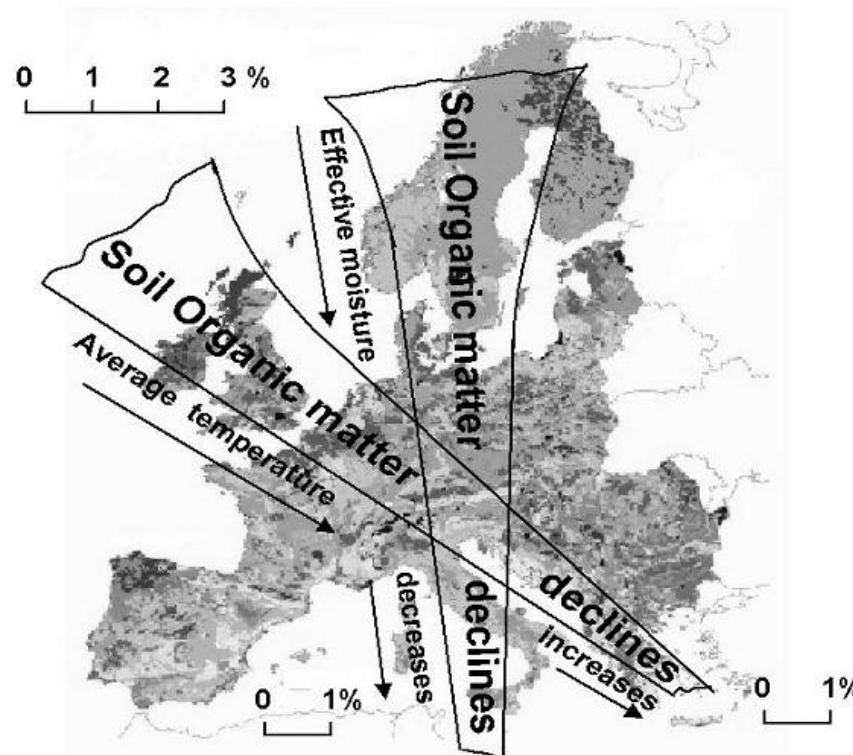 0 1 2 3 %
Effective moisture
decreases
Soil Organic matter
declines
Soil Organic matter
declines
Average temperature
increases
0 1%
0 1%